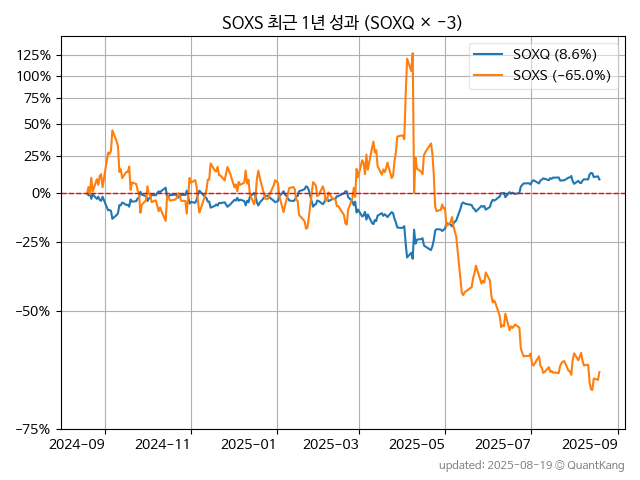 SOXS 최근 1년 성과 (SOXQ × −3)
SOXQ (8.6%)
SOXS (−65.0%)
125%
100%
75%
50%
25%
0%
−25%
−50%
−75%
2024-09 2024-11 2025-01 2025-03 2025-05 2025-07 2025-09
updated: 2025-08-19 © QuantKang